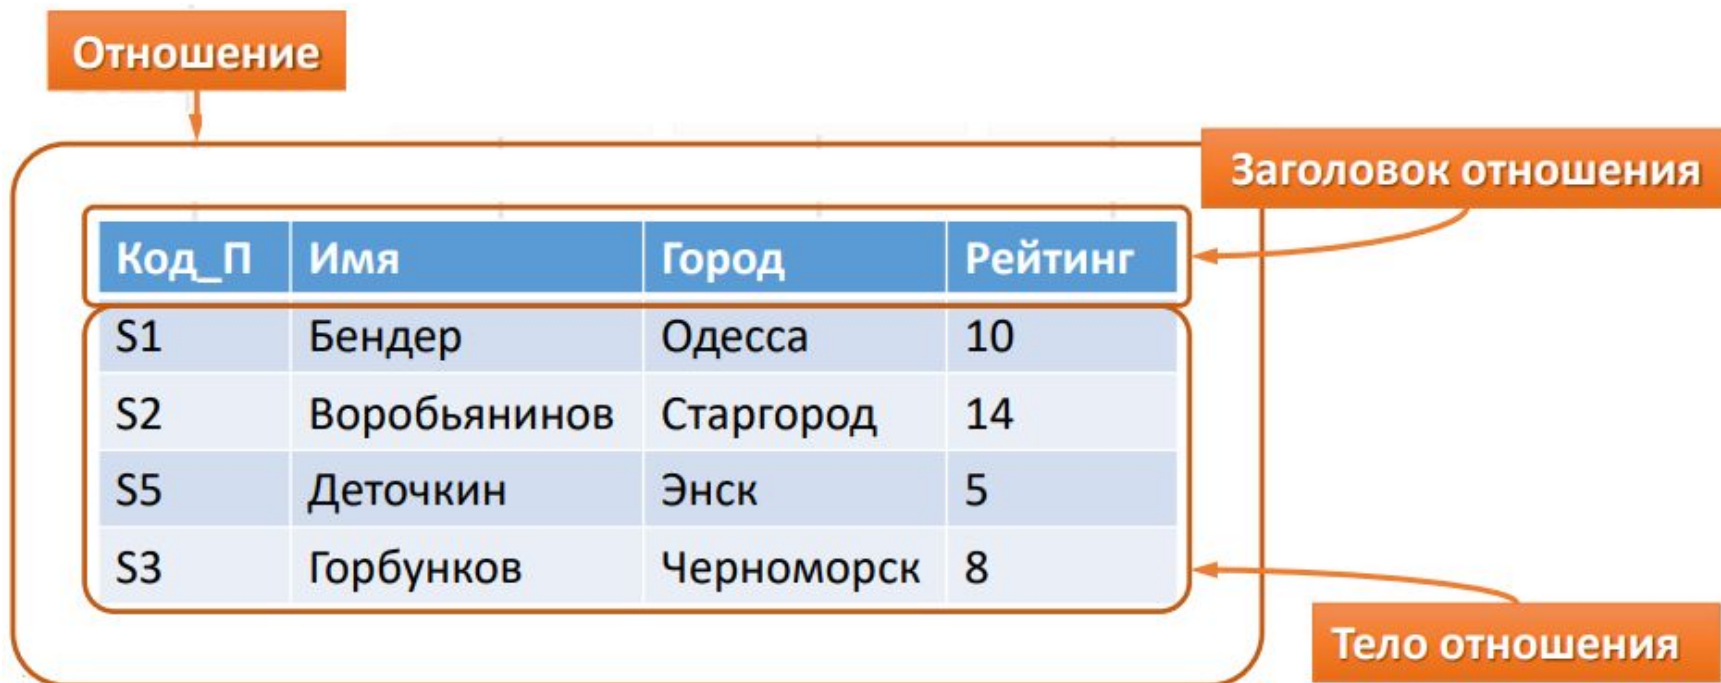 Отношение
Заголовок отношения
Код_П Имя Город Рейтинг
S1 Бендер Одесса 10
S2 Воробьянинов Старгород 14
S5 Деточкин Энск 5
S3 Горбунков Черноморск 8
Тело отношения